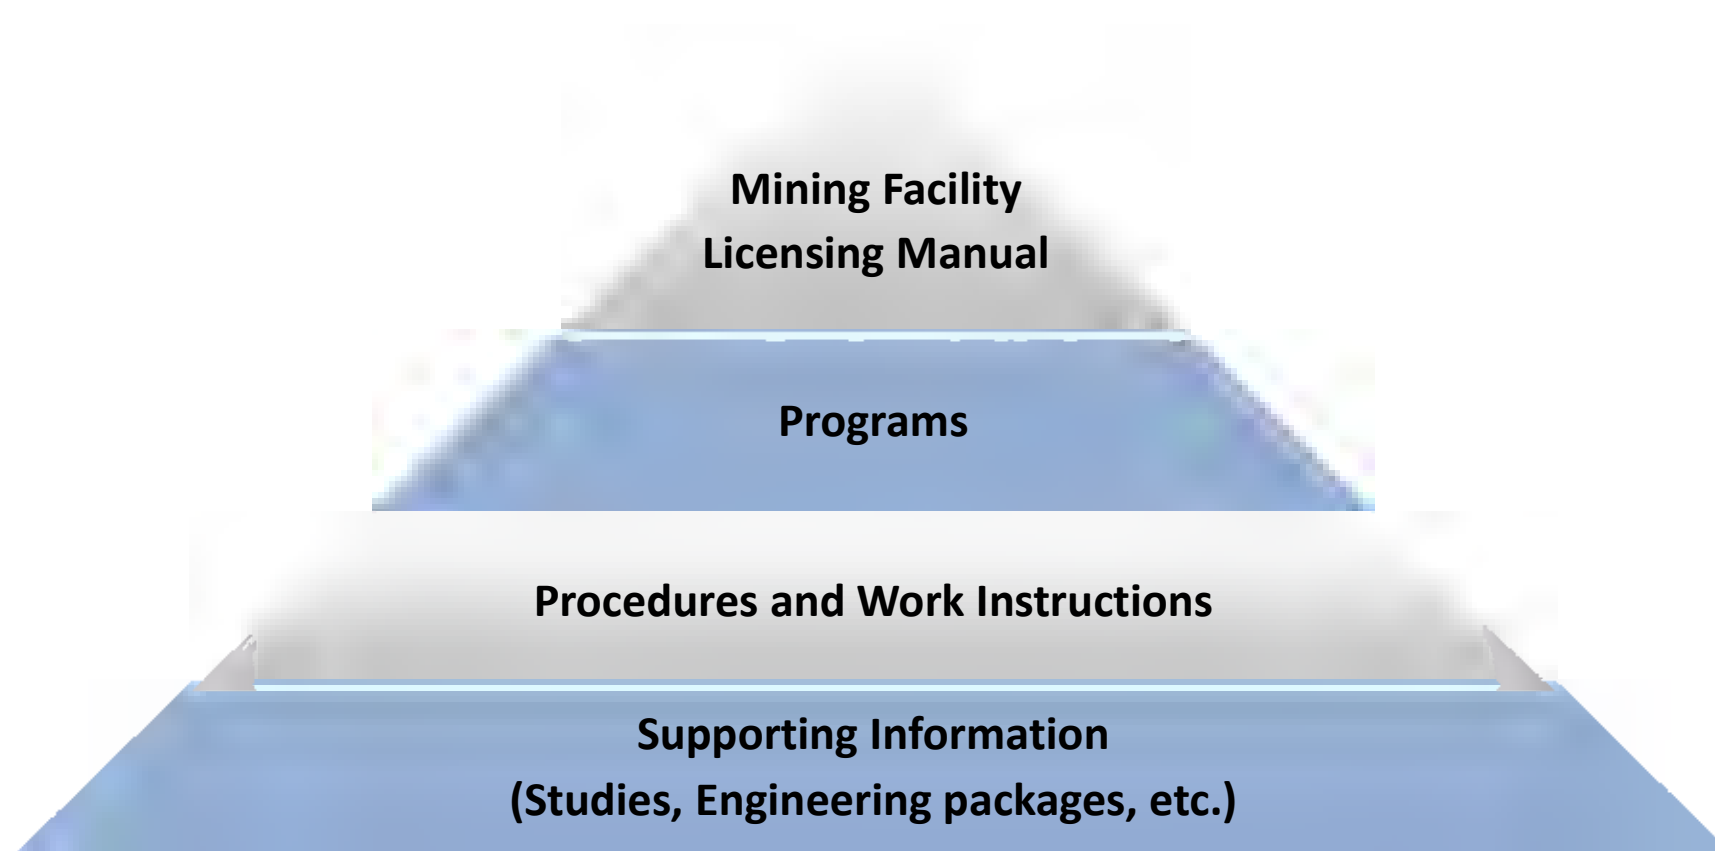 Mining Facility
Licensing Manual
Programs
Procedures and Work Instructions
Supporting Information
(Studies, Engineering packages, etc.)